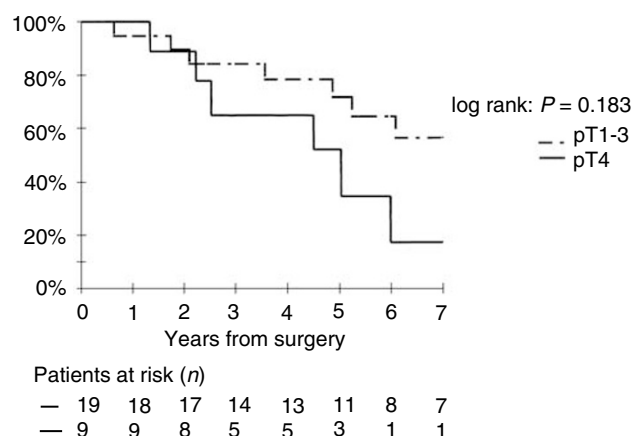 100%
80%
60%
40%
20%
0%
0 1 2 3 4 5 6 7
Years from surgery
log rank: P = 0.183
pT1-3
pT4
Patients at risk (n)
— 19 18 17 14 13 11 8 7
— 9 9 8 5 5 3 1 1